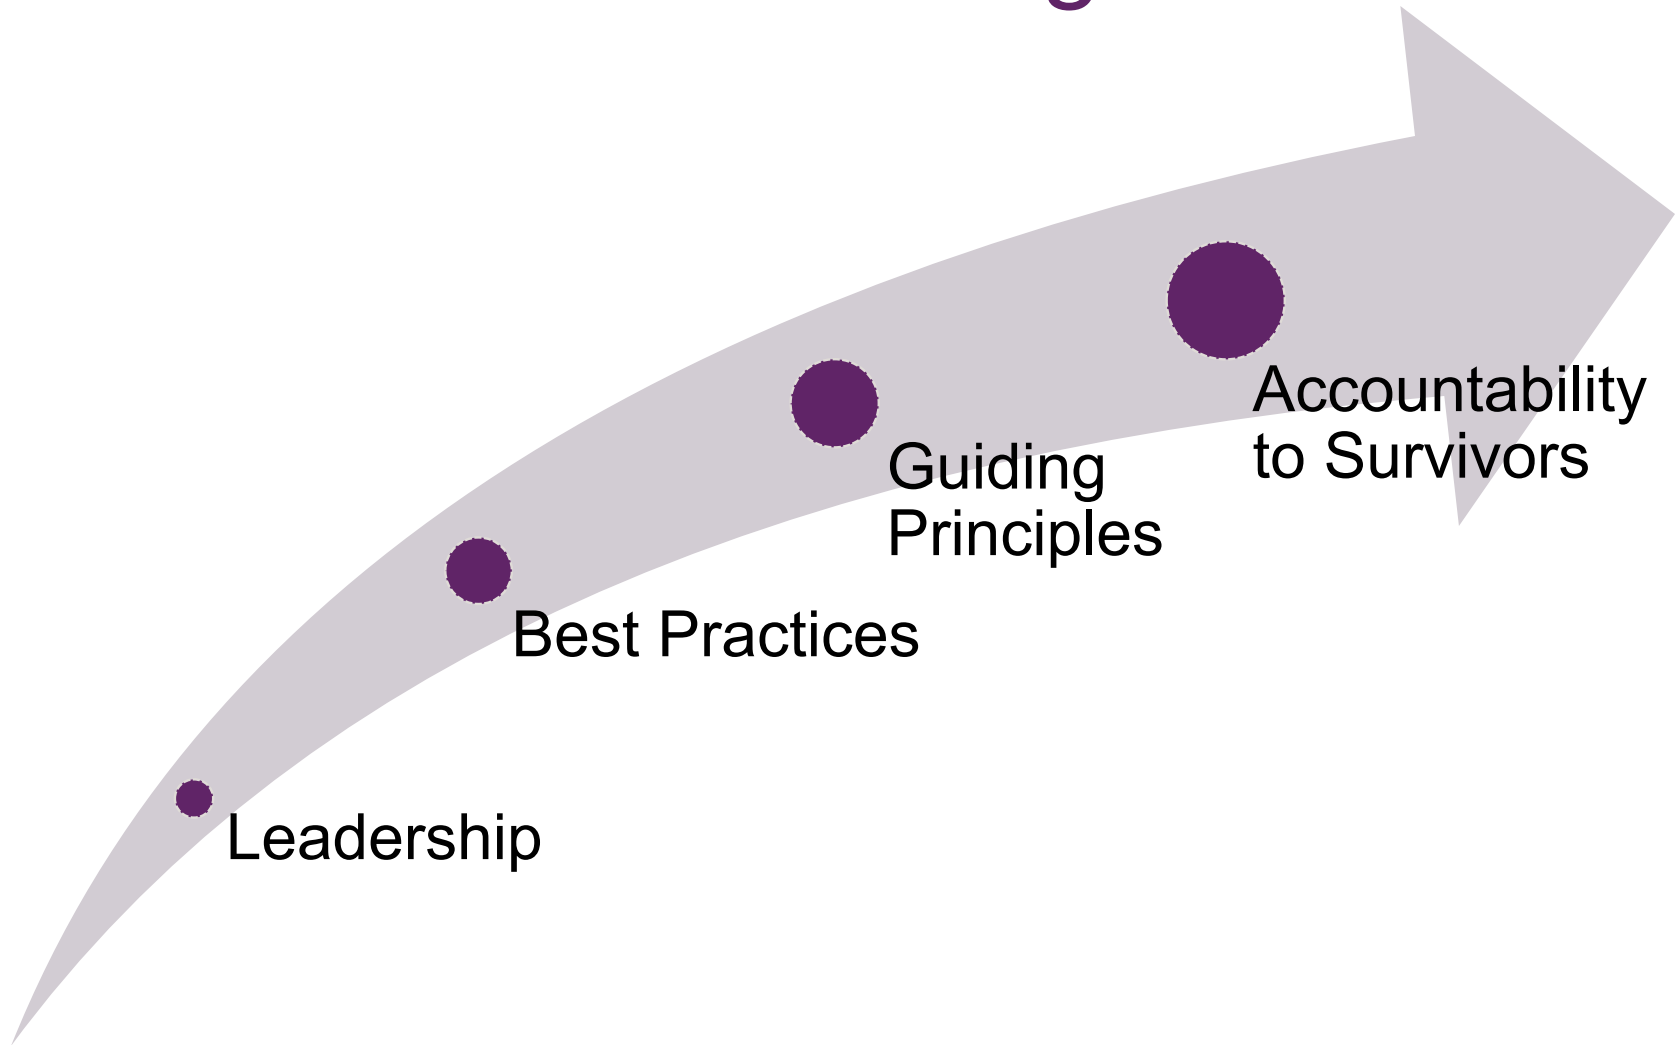 Leadership
Best Practices
Guiding
Principles
Accountability
to Survivors